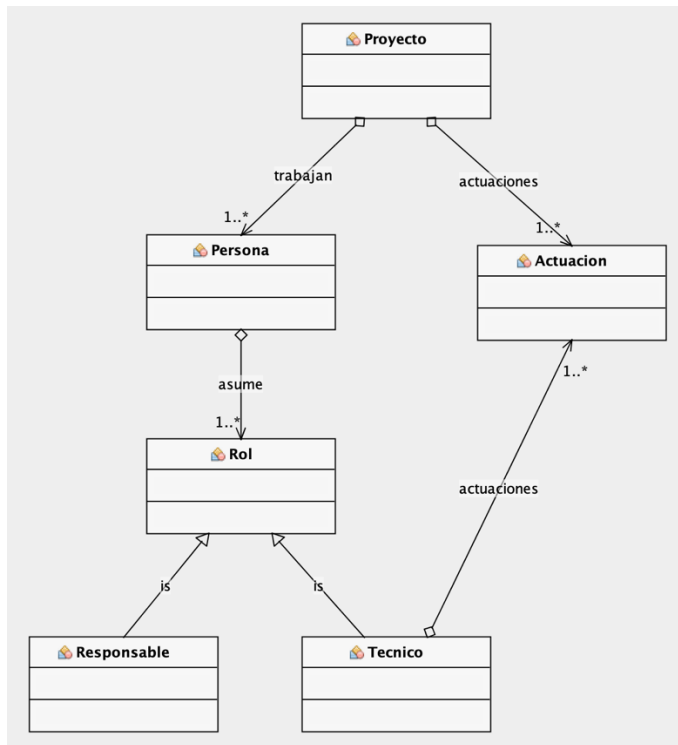 Proyecto
trabajan
actuaciones
1..*
1..*
Persona
Actuacion
asume
1..*
1..*
Rol
actuaciones
is
is
Responsable
Tecnico